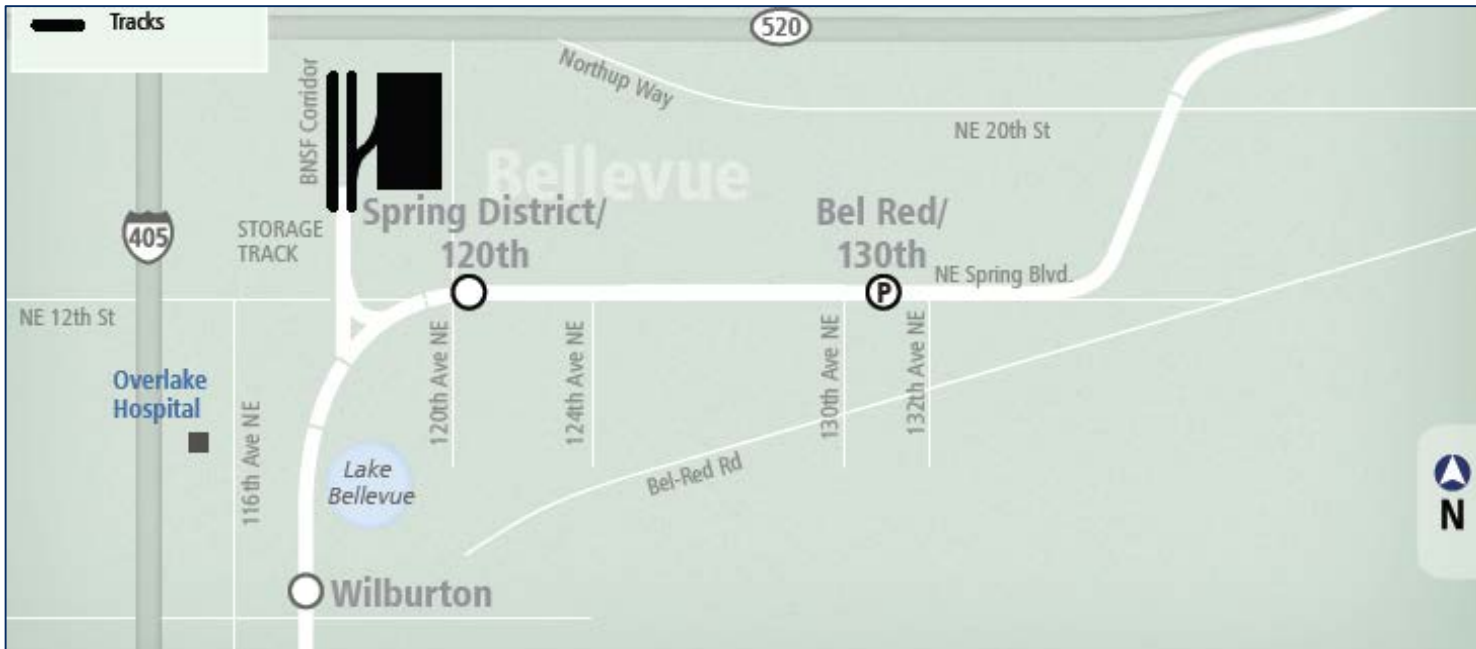 Tracks
520
Northup Way
BNSF Corridor
NE 20th St
Bellevue
Spring District/
120th
Bel Red/
130th
405
STORAGE
TRACK
P
NE Spring Blvd.
NE 12th St
Overlake
Hospital
116th Ave NE
120th Ave NE
124th Ave NE
130th Ave NE
132th Ave NE
Lake
Bellevue
Bel-Red Rd
N
Wilburton